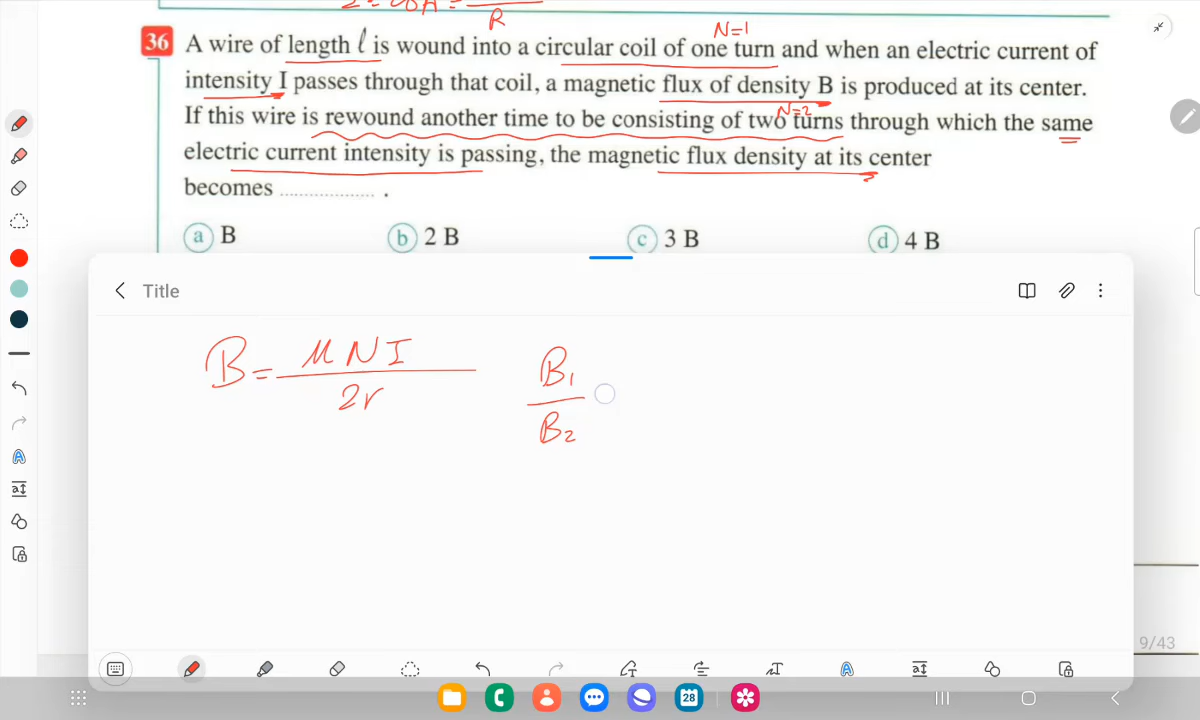 R
N=1
36 A wire of length l is wound into a circular coil of one turn and when an electric current of
intensity I passes through that coil, a magnetic flux of density B is produced at its center.
N=2
If this wire is rewound another time to be consisting of two turns through which the same
electric current intensity is passing, the magnetic flux density at its center
becomes .................... .
a B b 2 B c 3 B d 4 B
Title
B = μ N I / 2r
B1 / B2
9/43
28